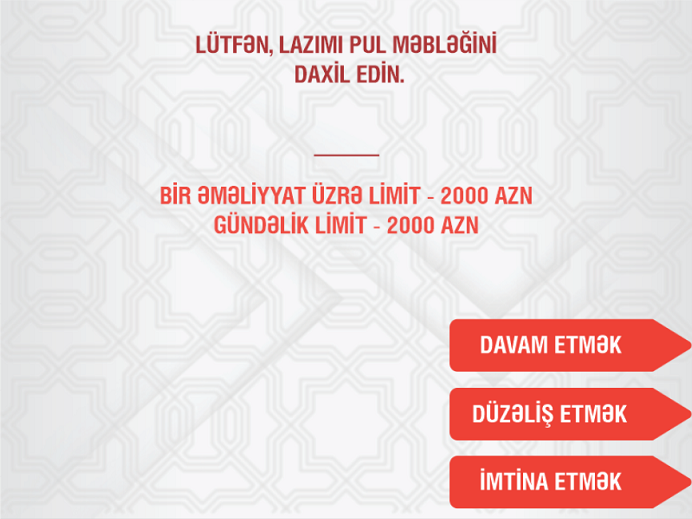 LÜTFƏN, LAZIMI PUL MƏBLƏĞİNİ
DAXİL EDİN.
BİR ƏMƏLİYYAT ÜZRƏ LİMİT - 2000 AZN
GÜNDƏLİK LİMİT - 2000 AZN
DAVAM ETMƏK
DÜZƏLİŞ ETMƏK
İMTİNA ETMƏK